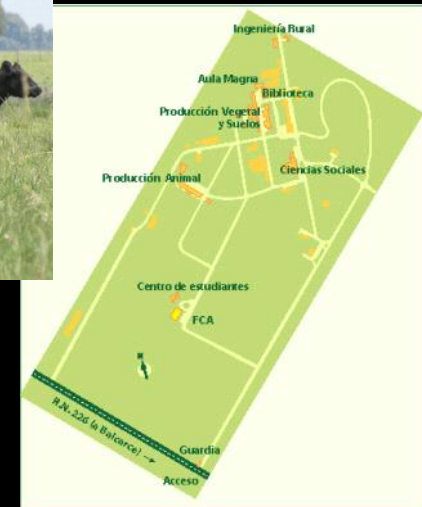 Ingeniería Rural
Aula Magna
Biblioteca
Producción Vegetal
y Suelos
Ciencias Sociales
Producción Animal
Centro de estudiantes
FCA
N
R.N. 226 (a Balcarce) →
Guardia
Acceso